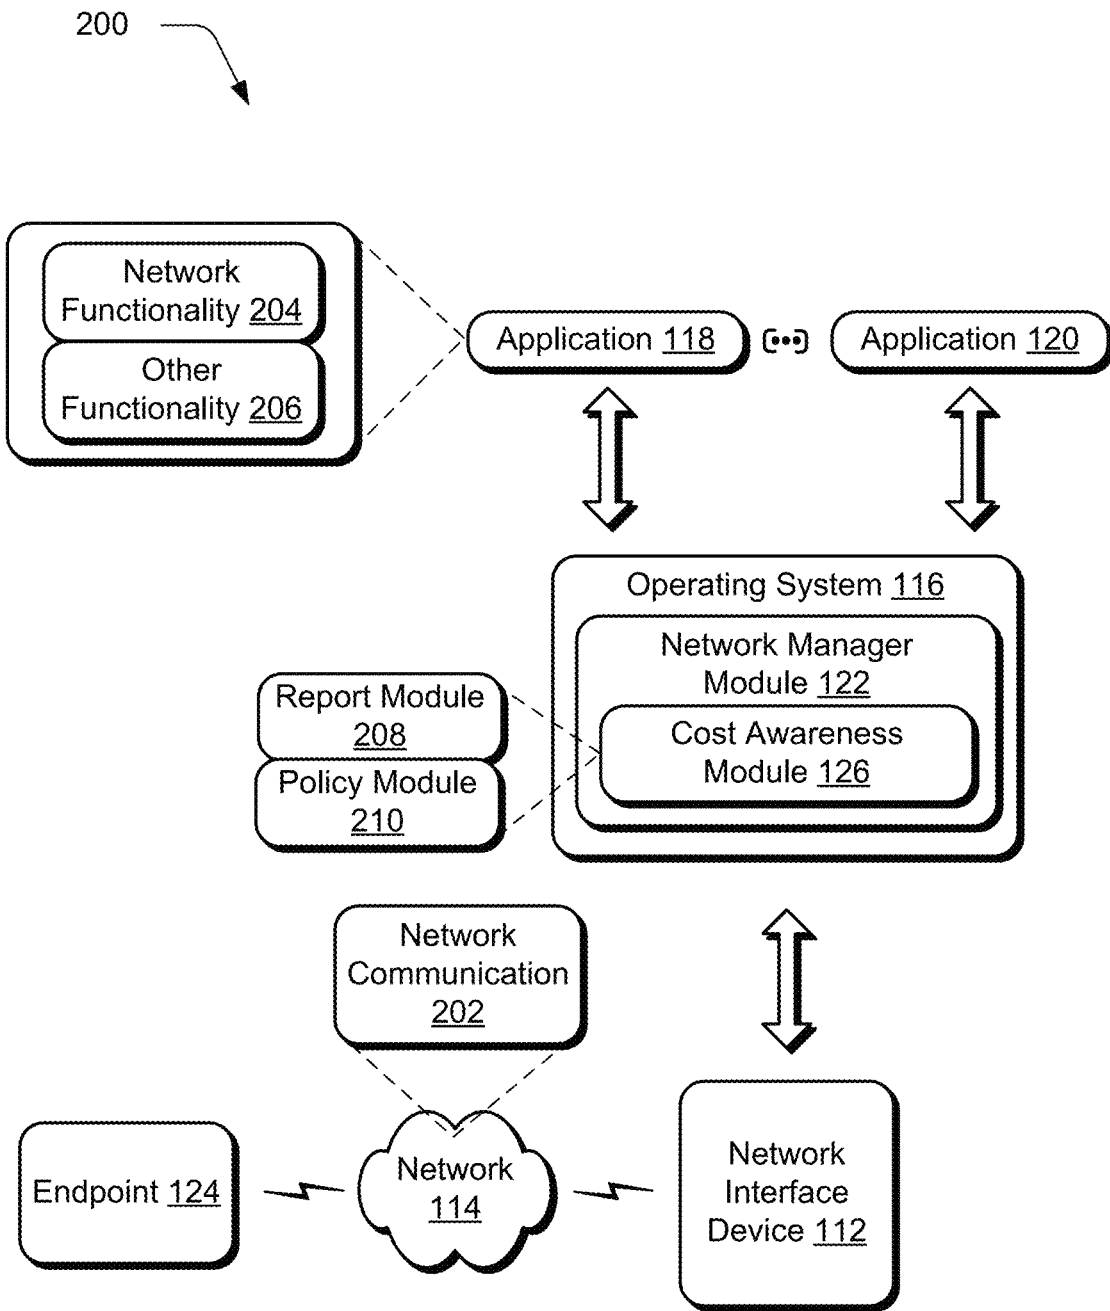 200
Network
Functionality 204
Other
Functionality 206
Application 118
Application 120
Operating System 116
Network Manager
Module 122
Cost Awareness
Module 126
Report Module
208
Policy Module
210
Network
Communication
202
Endpoint 124
Network
114
Network
Interface
Device 112